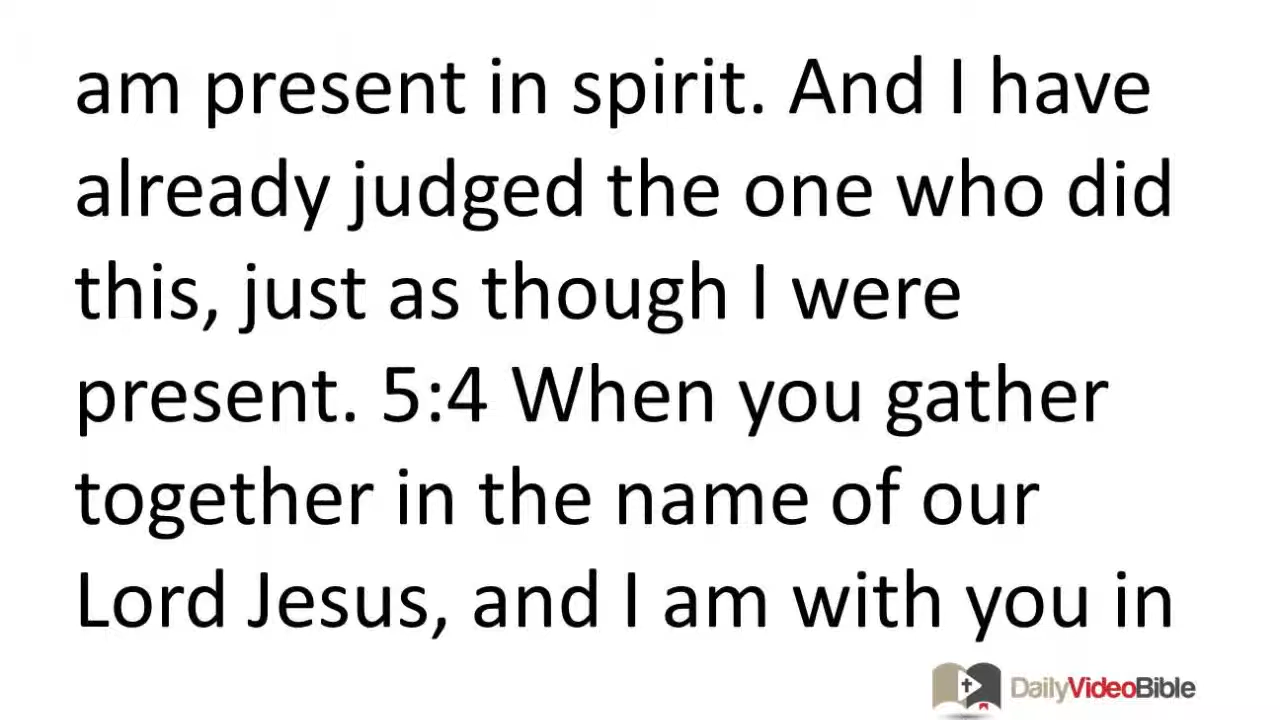 am present in spirit. And I have
already judged the one who did
this, just as though I were
present. 5:4 When you gather
together in the name of our
Lord Jesus, and I am with you in
DailyVideoBible